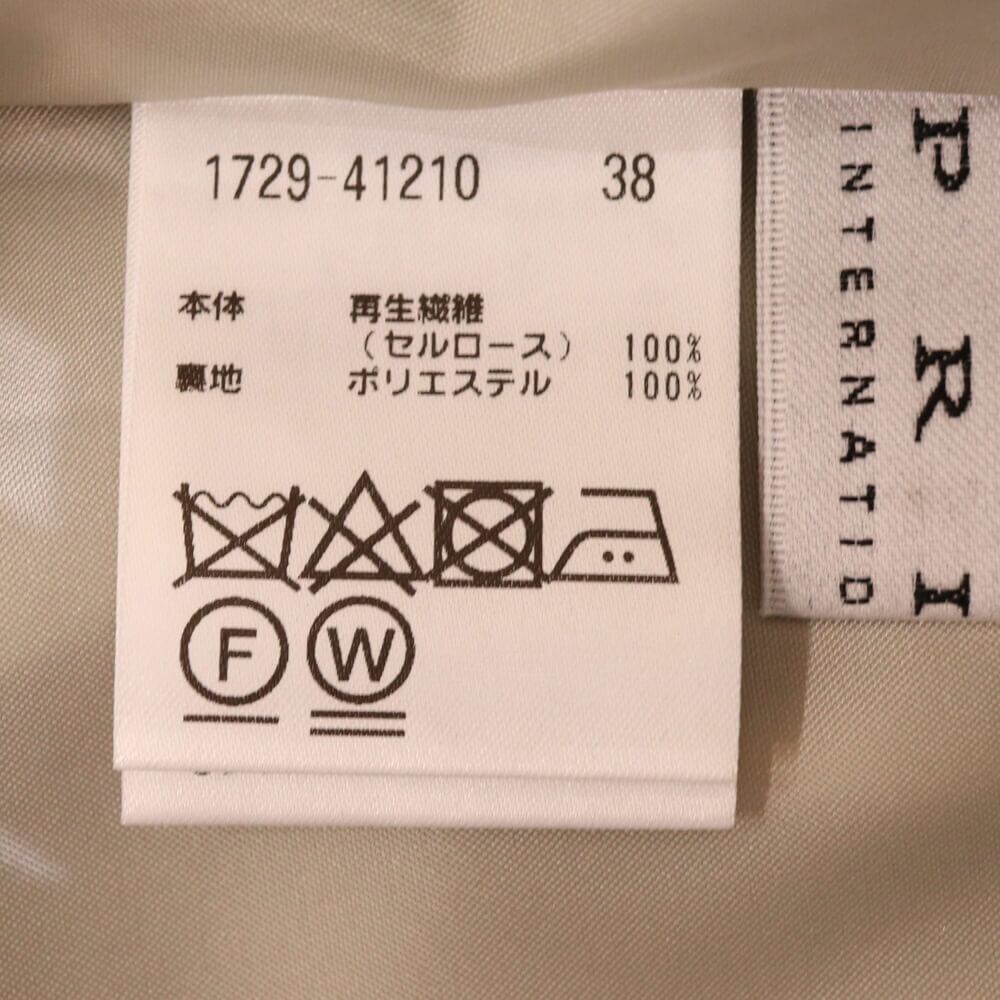 1729-41210 38
本体 再生繊維
(セルロース) 100%
裏地 ポリエステル 100%
F W
PRI
INTERNATIO